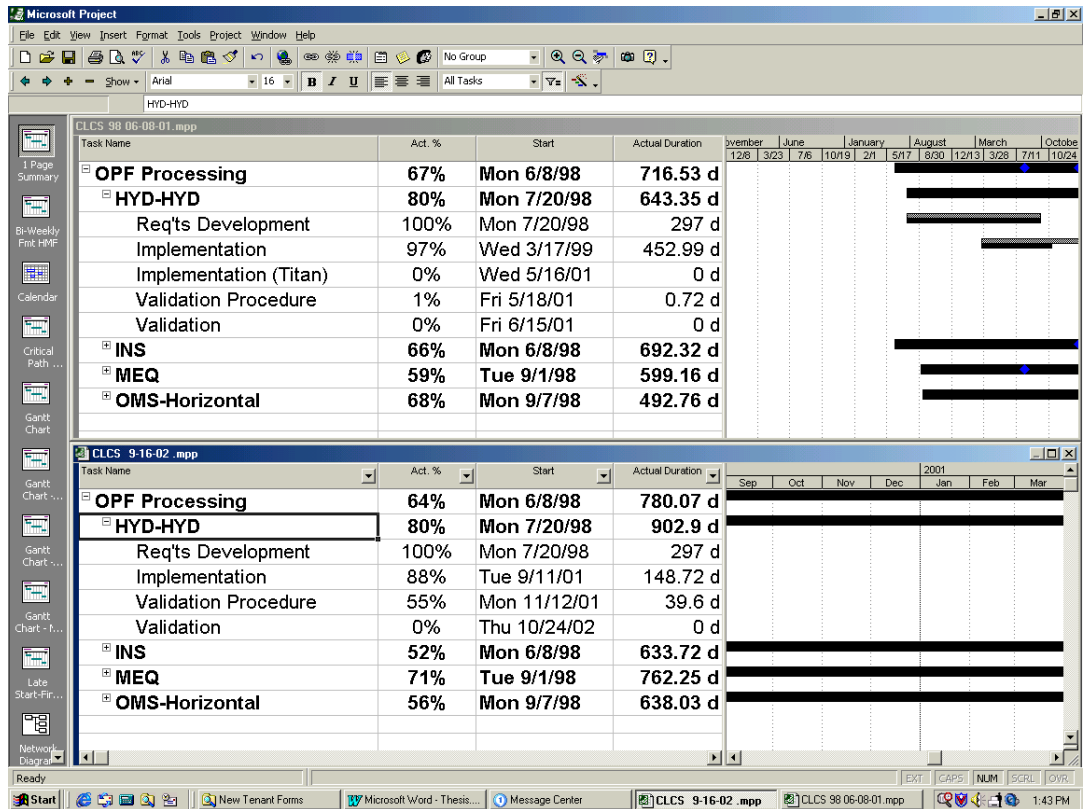 Microsoft Project
File Edit View Insert Format Tools Project Window Help
No Group
Show Arial 16 B I U All Tasks
HYD-HYD
CLCS 98 06-08-01.mpp
Task Name Act. % Start Actual Duration vember June January August March Octobe
12/8 3/23 7/6 10/19 2/1 5/17 8/30 12/13 3/28 7/11 10/24
OPF Processing 67% Mon 6/8/98 716.53 d
HYD-HYD 80% Mon 7/20/98 643.35 d
Req'ts Development 100% Mon 7/20/98 297 d
Implementation 97% Wed 3/17/99 452.99 d
Implementation (Titan) 0% Wed 5/16/01 0 d
Validation Procedure 1% Fri 5/18/01 0.72 d
Validation 0% Fri 6/15/01 0 d
INS 66% Mon 6/8/98 692.32 d
MEQ 59% Tue 9/1/98 599.16 d
OMS-Horizontal 68% Mon 9/7/98 492.76 d
1 Page
Summary
Bi-Weekly
Fmt HMF
Calendar
Critical
Path ...
Gantt
Chart
Gantt
Chart -...
Gantt
Chart -...
Gantt
Chart - N...
Late
Start-Fir...
Network
Diagra
CLCS 9-16-02 .mpp
Task Name Act. % Start Actual Duration 2001
Sep Oct Nov Dec Jan Feb Mar
OPF Processing 64% Mon 6/8/98 780.07 d
HYD-HYD 80% Mon 7/20/98 902.9 d
Req'ts Development 100% Mon 7/20/98 297 d
Implementation 88% Tue 9/11/01 148.72 d
Validation Procedure 55% Mon 11/12/01 39.6 d
Validation 0% Thu 10/24/02 0 d
INS 52% Mon 6/8/98 633.72 d
MEQ 71% Tue 9/1/98 762.25 d
OMS-Horizontal 56% Mon 9/7/98 638.03 d
Ready EXT CAPS NUM SCRL OVR
Start New Tenant Forms Microsoft Word - Thesis.... Message Center CLCS 9-16-02 .mpp CLCS 98 06-08-01.mpp 1:43 PM